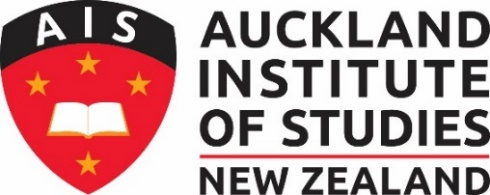 AIS
AUCKLAND
INSTITUTE
OF STUDIES
NEW ZEALAND